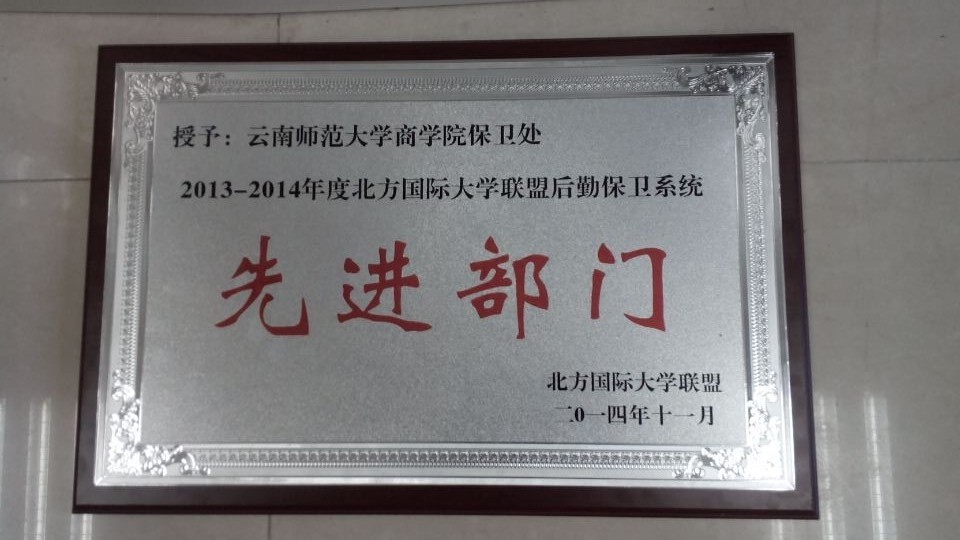 授予：云南师范大学商学院保卫处
2013-2014年度北方国际大学联盟后勤保卫系统
先进部门
北方国际大学联盟
二0一四年十一月